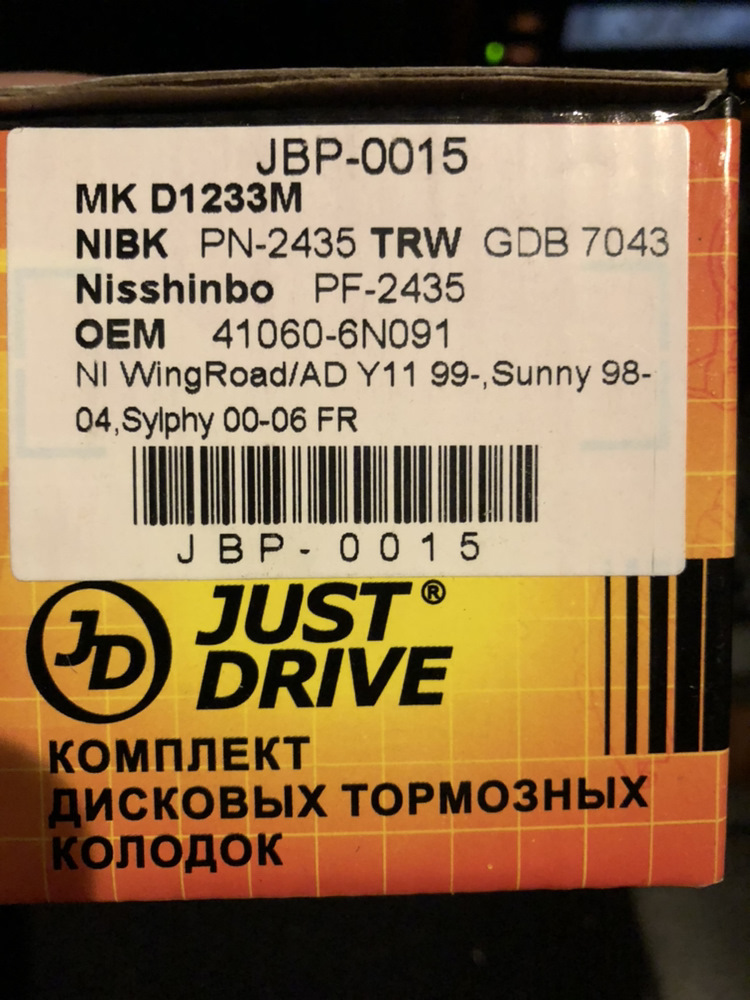 JBP-0015
MK D1233M
NIBK PN-2435 TRW GDB 7043
Nisshinbo PF-2435
OEM 41060-6N091
NI WingRoad/AD Y11 99-,Sunny 98-
04,Sylphy 00-06 FR
JBP-0015
JD JUST ®
DRIVE
КОМПЛЕКТ
ДИСКОВЫХ ТОРМОЗНЫХ
КОЛОДОК